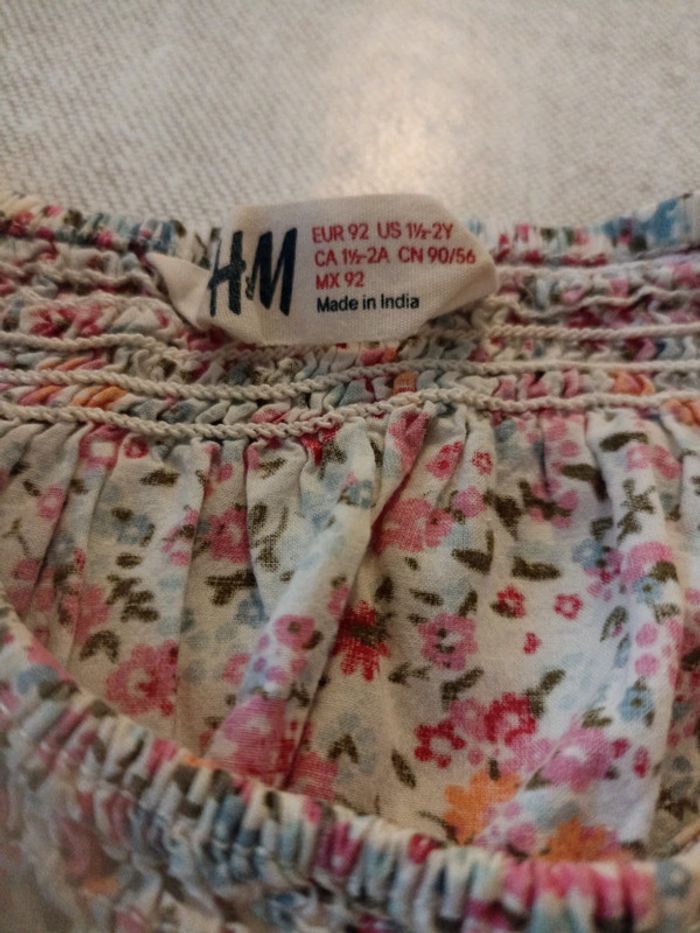 H&M
EUR 92 US 1½-2Y
CA 1½-2A CN 90/56
MX 92
Made in India